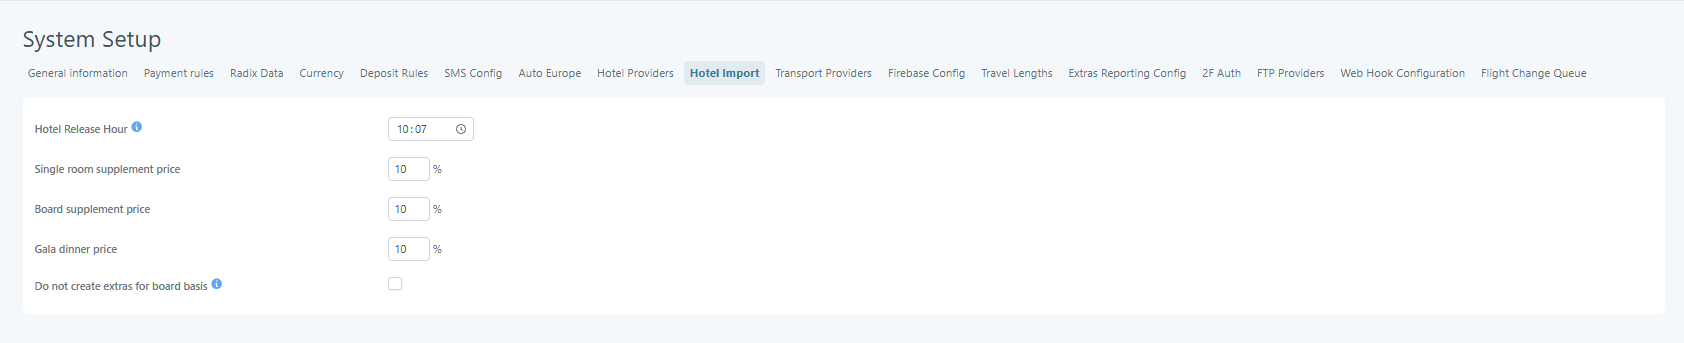 System Setup
General information Payment rules Radix Data Currency Deposit Rules SMS Config Auto Europe Hotel Providers Hotel Import Transport Providers Firebase Config Travel Lengths Extras Reporting Config 2F Auth FTP Providers Web Hook Configuration Flight Change Queue
Hotel Release Hour 10:07
Single room supplement price 10 %
Board supplement price 10 %
Gala dinner price 10 %
Do not create extras for board basis